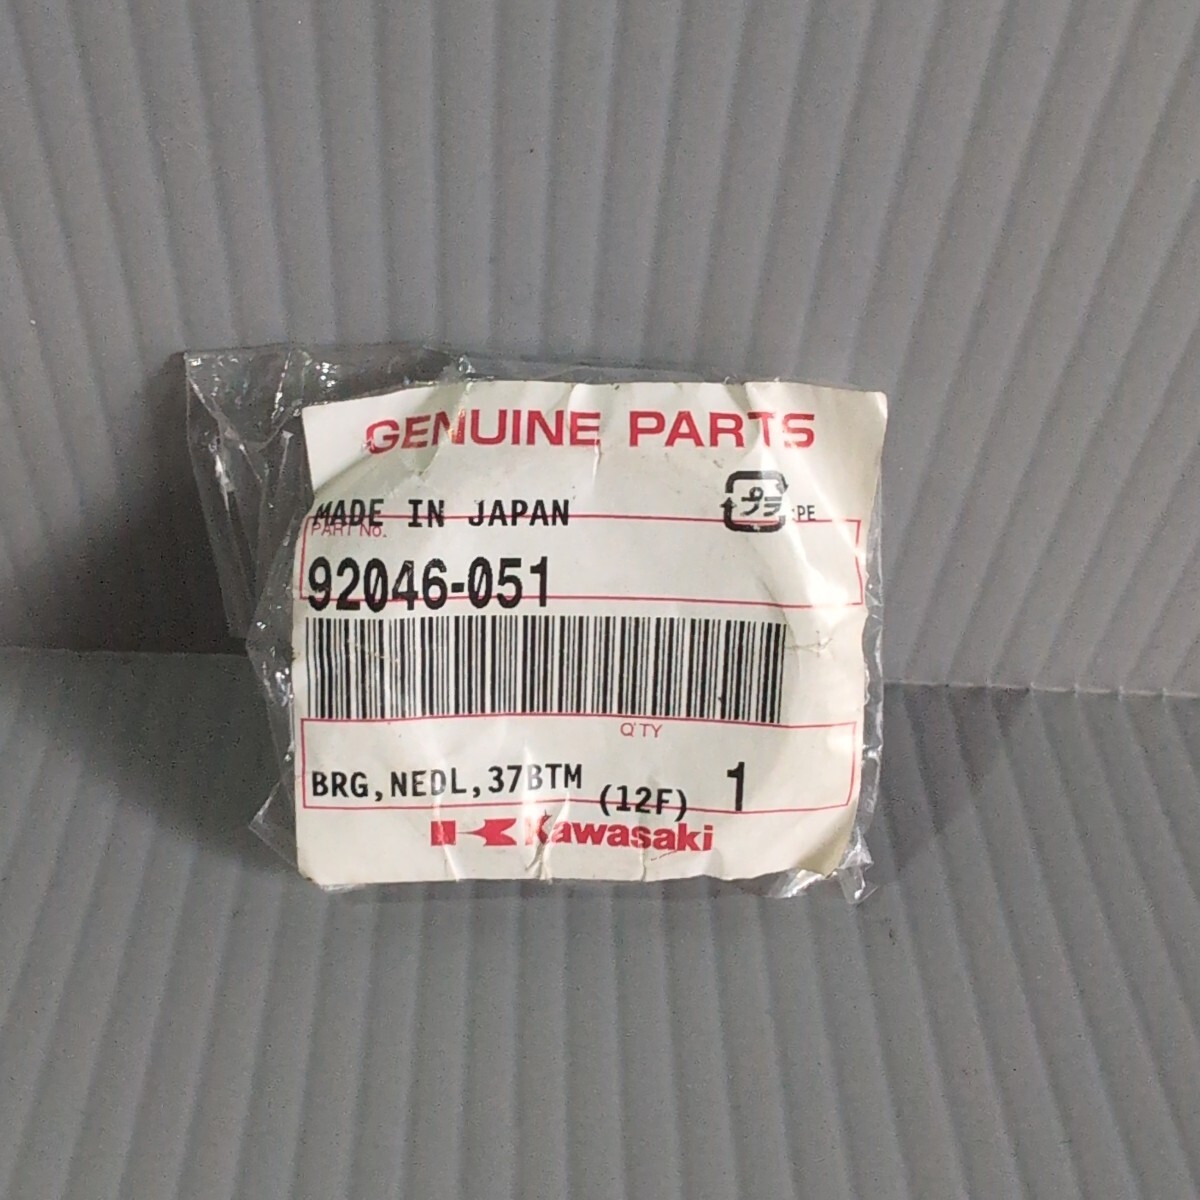 GENUINE PARTS
MADE IN JAPAN
プラ :PE
PART No.
92046-051
Q'TY
BRG,NEDL,37BTM (12F) 1
Kawasaki